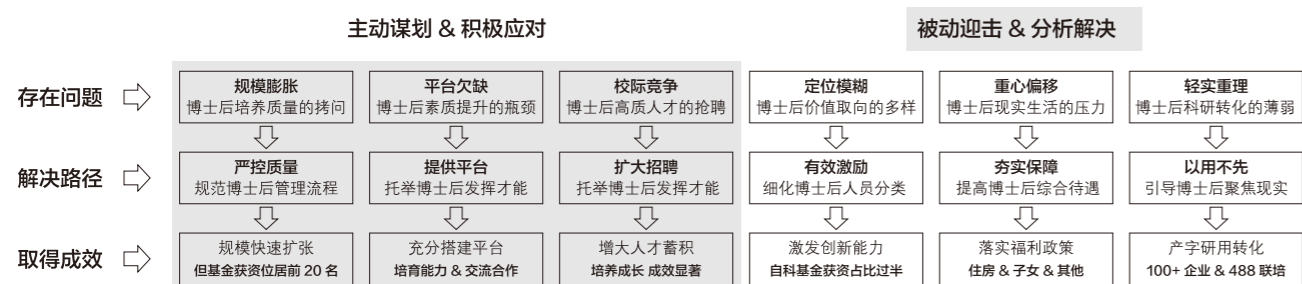 主动谋划 & 积极应对
被动迎击 & 分析解决
存在问题
规模膨胀
博士后培养质量的拷问
平台欠缺
博士后素质提升的瓶颈
校际竞争
博士后高质人才的抢聘
定位模糊
博士后价值取向的多样
重心偏移
博士后现实生活的压力
轻实重理
博士后科研转化的薄弱
解决路径
严控质量
规范博士后管理流程
提供平台
托举博士后发挥才能
扩大招聘
托举博士后发挥才能
有效激励
细化博士后人员分类
夯实保障
提高博士后综合待遇
以用不先
引导博士后聚焦现实
取得成效
规模快速扩张
但基金获资位居前 20 名
充分搭建平台
培育能力 & 交流合作
增大人才蓄积
培养成长 成效显著
激发创新能力
自科基金获资占比过半
落实福利政策
住房 & 子女 & 其他
产字研用转化
100+ 企业 & 488 联培